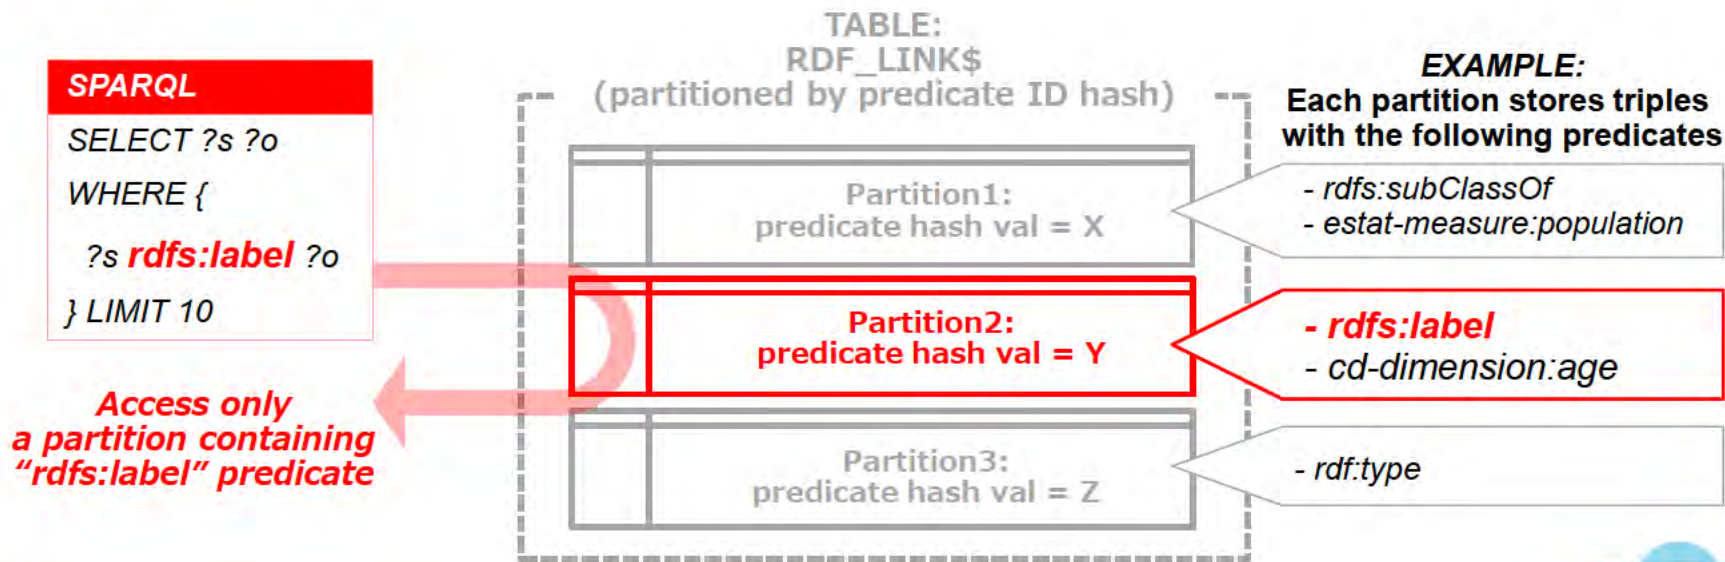 SPARQL
SELECT ?s ?o
WHERE {
?s rdfs:label ?o
} LIMIT 10
Access only
a partition containing
“rdfs:label” predicate
TABLE:
RDF_LINK$
(partitioned by predicate ID hash)
Partition1:
predicate hash val = X
Partition2:
predicate hash val = Y
Partition3:
predicate hash val = Z
EXAMPLE:
Each partition stores triples
with the following predicates
- rdfs:subClassOf
- estat-measure:population
- rdfs:label
- cd-dimension:age
- rdf:type